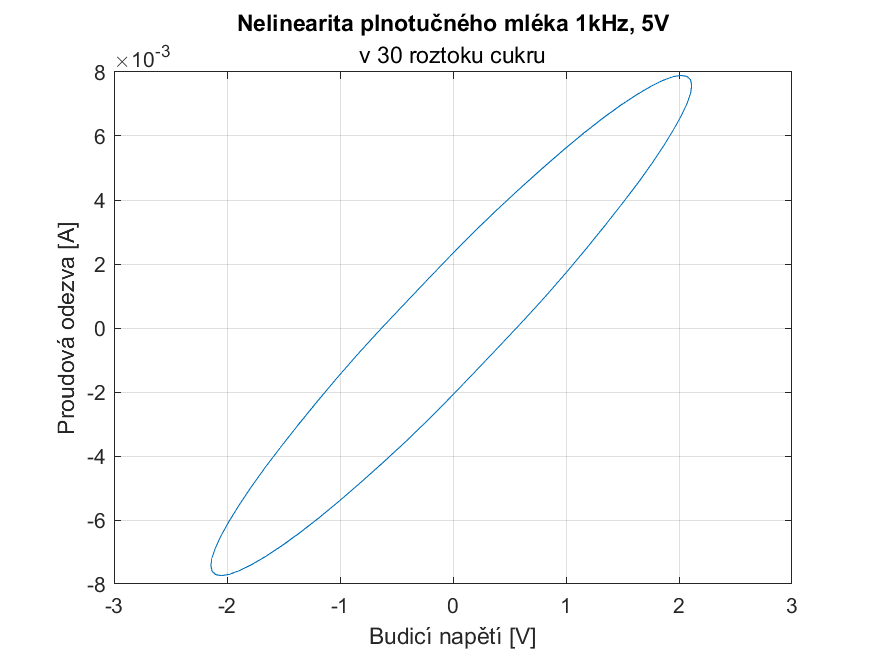 Nelinearita plnotučného mléka 1kHz, 5V
v 30 roztoku cukru
×10⁻³
8
6
4
2
0
-2
-4
-6
-8
Proudová odezva [A]
-3 -2 -1 0 1 2 3
Budicí napětí [V]